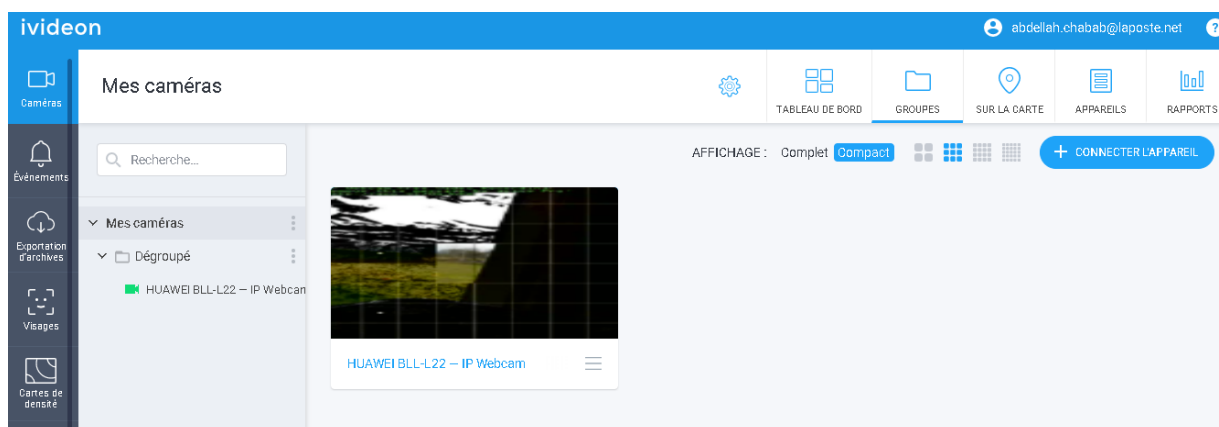 ivideon
abdellah.chabab@laposte.net ?
Caméras
Mes caméras
TABLEAU DE BORD
GROUPES
SUR LA CARTE
APPAREILS
RAPPORTS
Événements
Recherche...
AFFICHAGE : Complet Compact
+ CONNECTER L'APPAREIL
Exportation
d'archives
Mes caméras
Dégroupé
HUAWEI BLL-L22 — IP Webcam
Visages
HUAWEI BLL-L22 — IP Webcam
Cartes de
densité